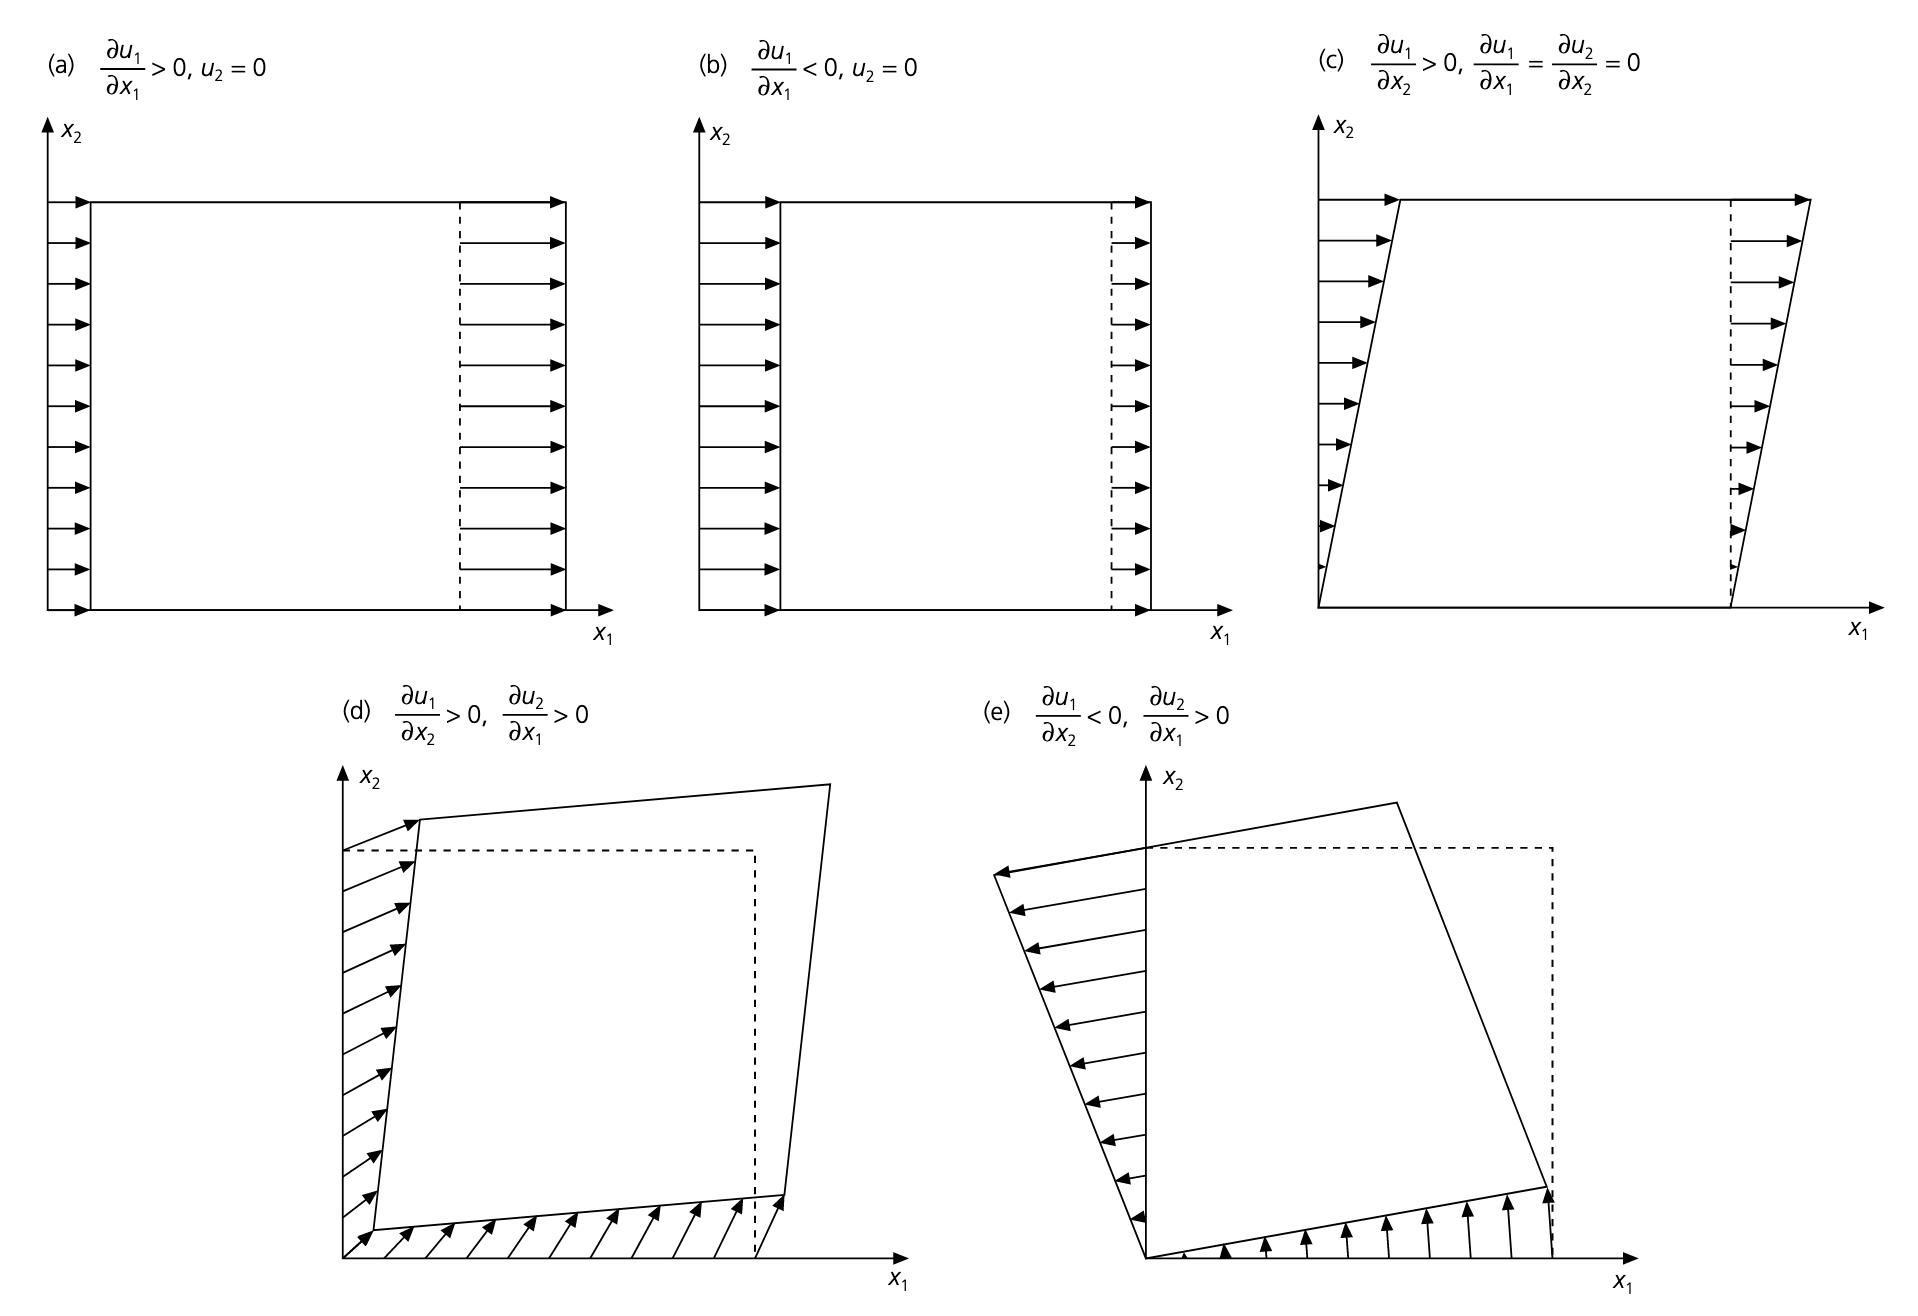 (a) ∂u₁/∂x₁ > 0, u₂ = 0
(b) ∂u₁/∂x₁ < 0, u₂ = 0
(c) ∂u₁/∂x₂ > 0, ∂u₁/∂x₁ = ∂u₂/∂x₂ = 0
x₂
x₂
x₂
x₁
x₁
x₁
(d) ∂u₁/∂x₂ > 0, ∂u₂/∂x₁ > 0
(e) ∂u₁/∂x₂ < 0, ∂u₂/∂x₁ > 0
x₂
x₂
x₁
x₁